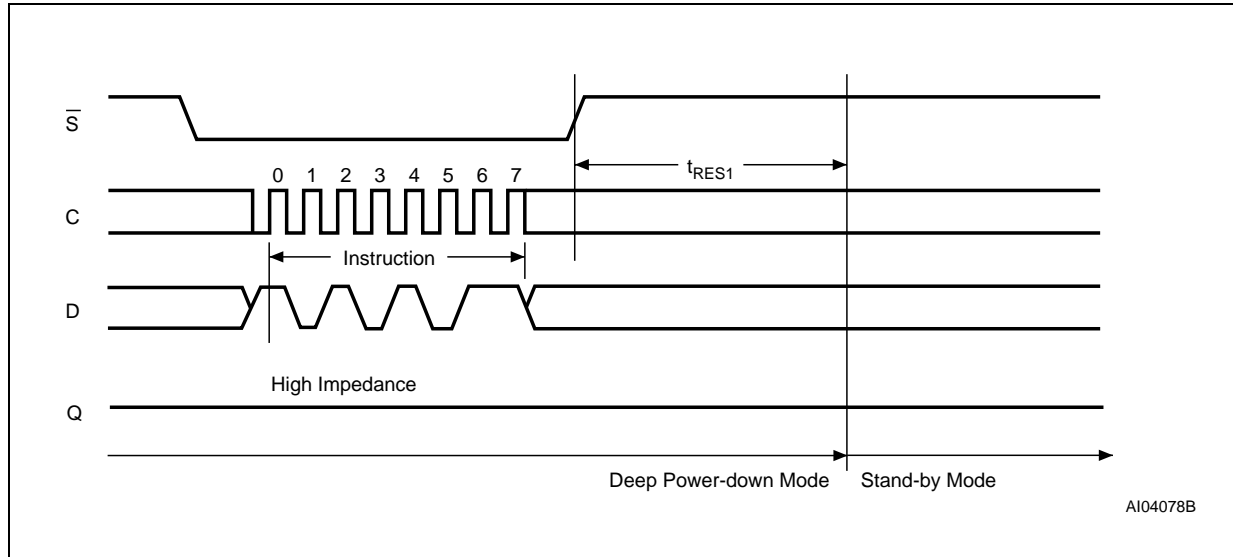 S̅
tRES1
0 1 2 3 4 5 6 7
C
Instruction
D
High Impedance
Q
Deep Power-down Mode Stand-by Mode
AI04078B